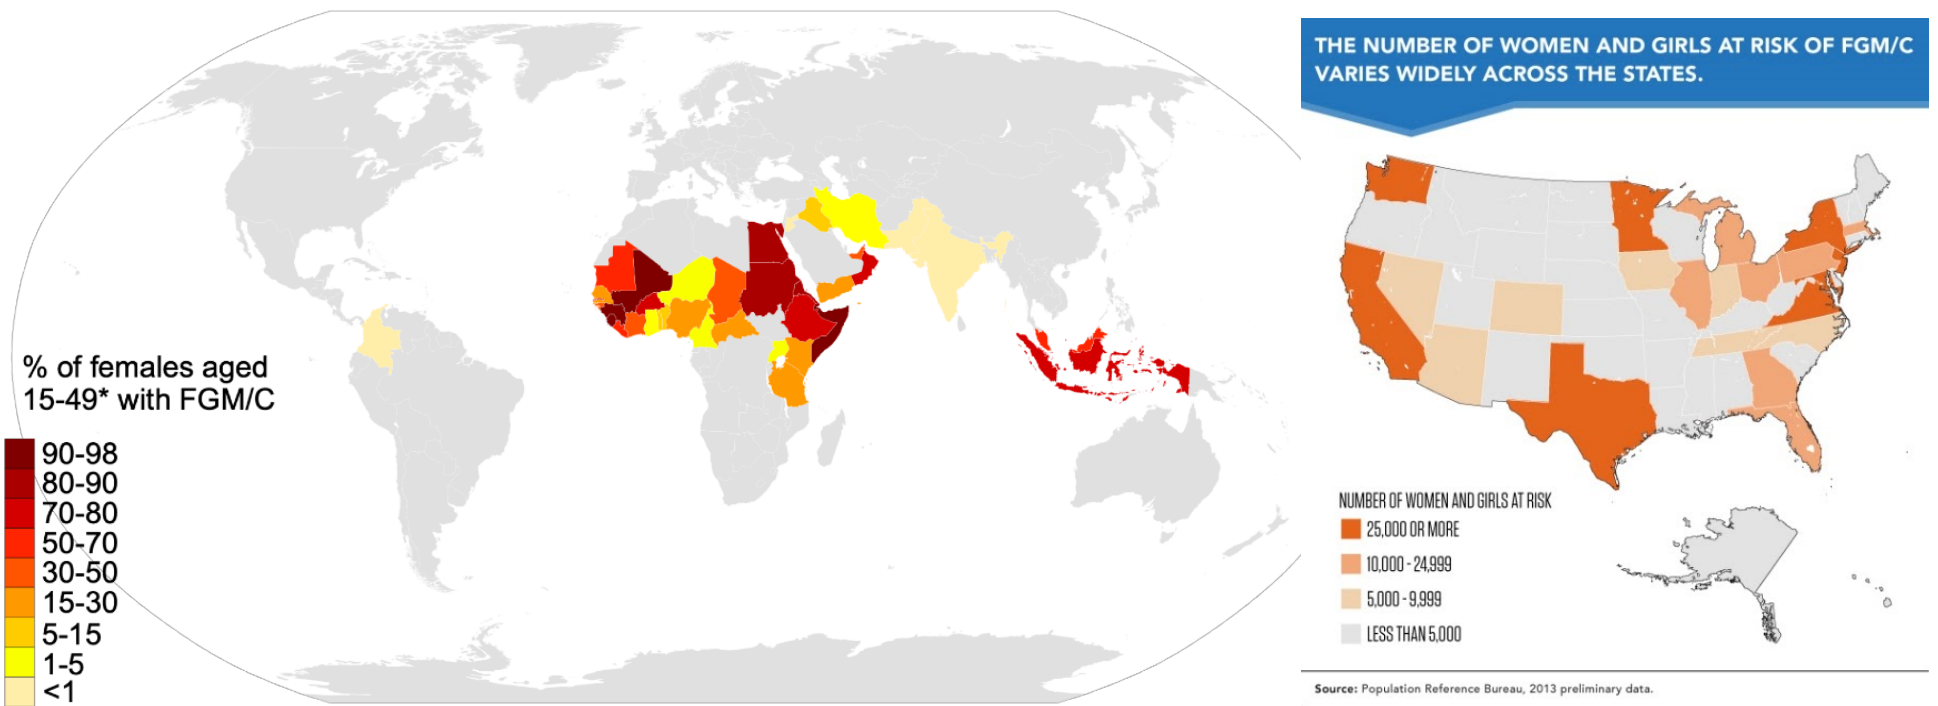 % of females aged
15-49* with FGM/C
90-98
80-90
70-80
50-70
30-50
15-30
5-15
1-5
<1
THE NUMBER OF WOMEN AND GIRLS AT RISK OF FGM/C
VARIES WIDELY ACROSS THE STATES.
NUMBER OF WOMEN AND GIRLS AT RISK
25,000 OR MORE
10,000 - 24,999
5,000 - 9,999
LESS THAN 5,000
Source: Population Reference Bureau, 2013 preliminary data.